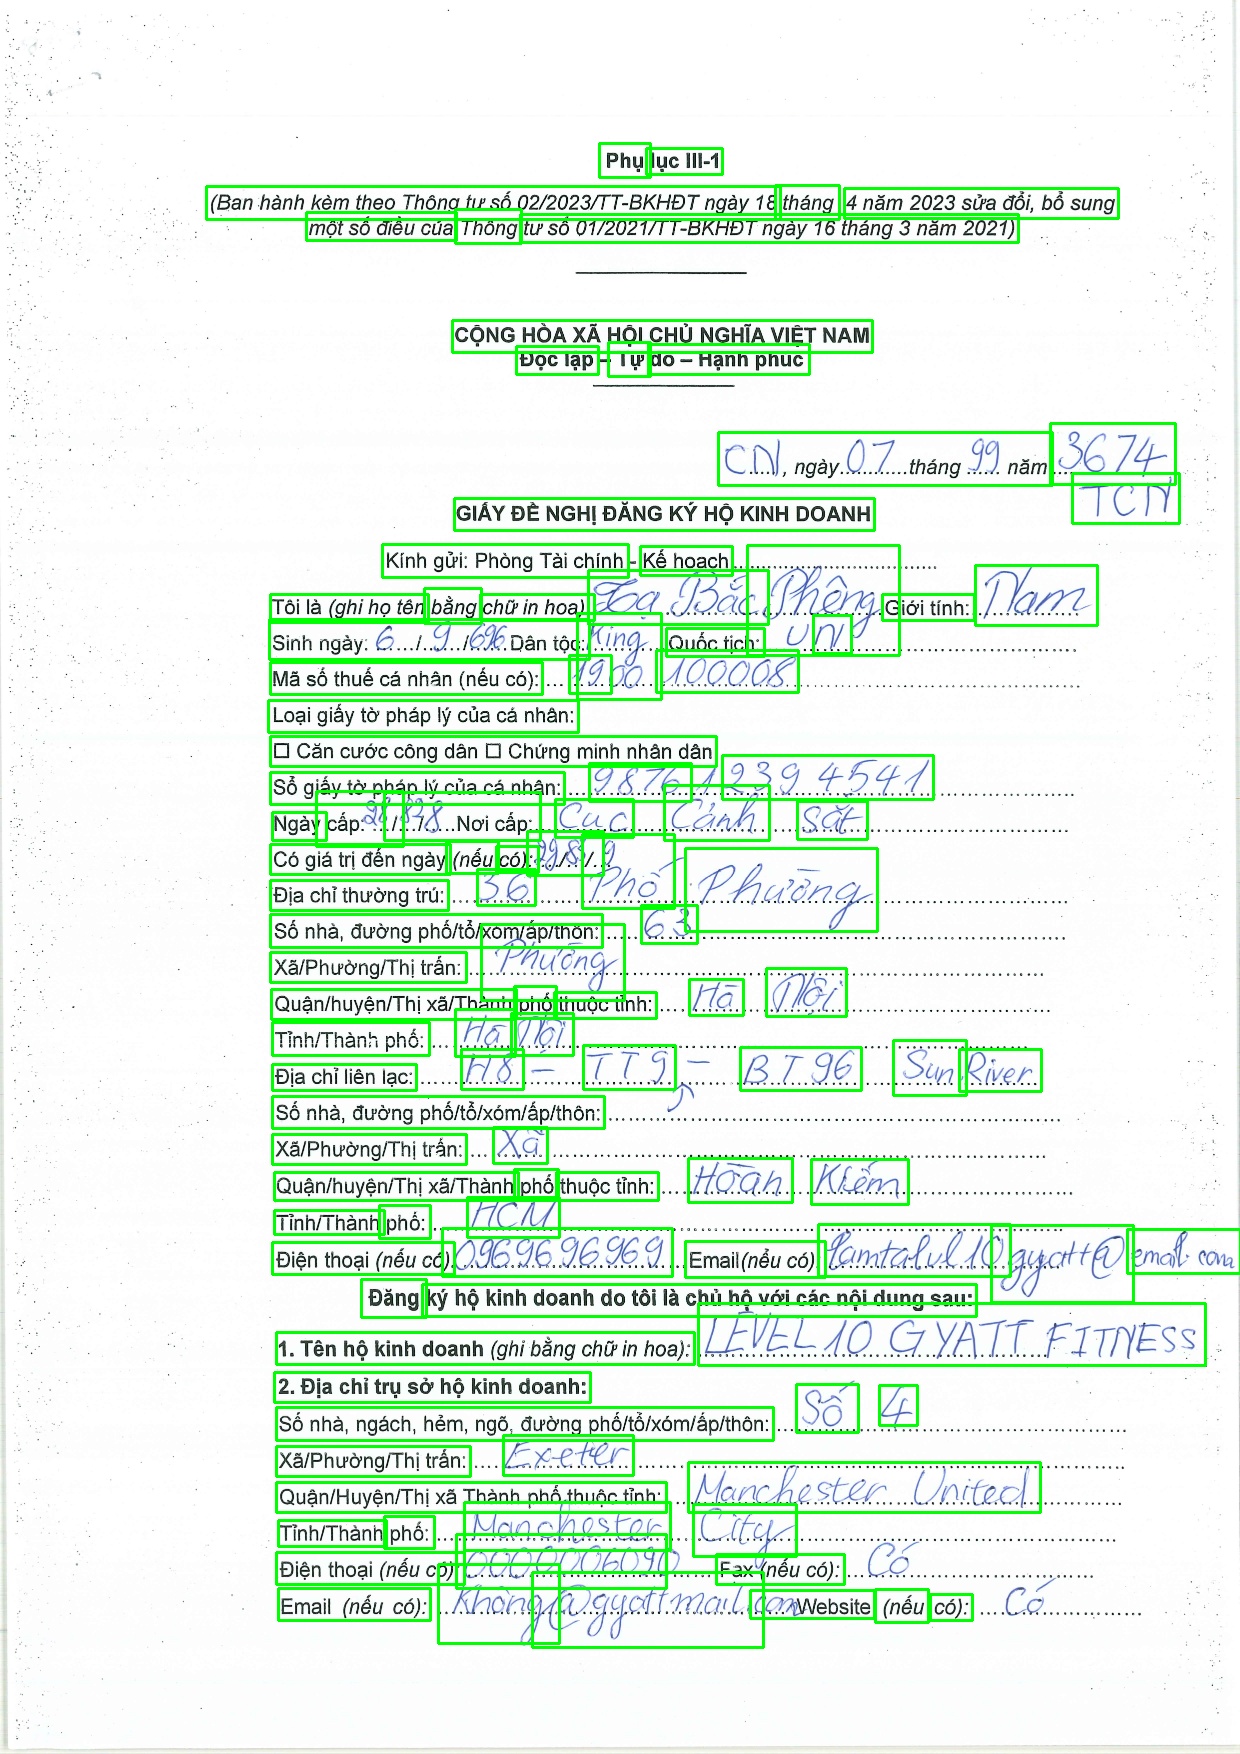 Phụ lục III-1
(Ban hành kèm theo Thông tư số 02/2023/TT-BKHĐT ngày 18 tháng 4 năm 2023 sửa đổi, bổ sung
một số điều của Thông tư số 01/2021/TT-BKHĐT ngày 16 tháng 3 năm 2021)
CỘNG HÒA XÃ HỘI CHỦ NGHĨA VIỆT NAM
Độc lập – Tự do – Hạnh phúc
CN, ngày 07 tháng 99 năm 3674
TCN
GIẤY ĐỀ NGHỊ ĐĂNG KÝ HỘ KINH DOANH
Kính gửi: Phòng Tài chính - Kế hoạch
Tôi là (ghi họ tên bằng chữ in hoa) Tạ Bắc Phông Giới tính: Nam
Sinh ngày: 6 / 9 / 696 Dân tộc: King Quốc tịch: UNI
Mã số thuế cá nhân (nếu có): 1900 100008
Loại giấy tờ pháp lý của cá nhân:
☐ Căn cước công dân ☐ Chứng minh nhân dân
Số giấy tờ pháp lý của cá nhân: 98761239 4541
Ngày cấp: / / Nơi cấp: Cục Cảnh sắt
Có giá trị đến ngày (nếu có): / /
Địa chỉ thường trú: 36 Phố Phường
Số nhà, đường phố/tổ/xóm/ấp/thôn: 63
Xã/Phường/Thị trấn: Phường
Quận/huyện/Thị xã/Thành phố thuộc tỉnh: Hà Nội
Tỉnh/Thành phố: Hà Nội
Địa chỉ liên lạc: H8 - TT9 - BT96 Sun River
Số nhà, đường phố/tổ/xóm/ấp/thôn:
Xã/Phường/Thị trấn: Xã
Quận/huyện/Thị xã/Thành phố thuộc tỉnh: Hoàn Kiếm
Tỉnh/Thành phố: HCM
Điện thoại (nếu có) 0969696969 Email(nếu có) tamtalvl10gyatt@email.com
Đăng ký hộ kinh doanh do tôi là chủ hộ với các nội dung sau:
1. Tên hộ kinh doanh (ghi bằng chữ in hoa): LEVEL 10 GYATT FITNESS
2. Địa chỉ trụ sở hộ kinh doanh:
Số nhà, ngách, hẻm, ngõ, đường phố/tổ/xóm/ấp/thôn: Số 4
Xã/Phường/Thị trấn: Exeter
Quận/Huyện/Thị xã Thành phố thuộc tỉnh: Manchester United
Tỉnh/Thành phố: Manchester City
Điện thoại (nếu có) 0000006090 Fax (nếu có): Có
Email (nếu có): Không@gyattmail.com Website (nếu có): Có